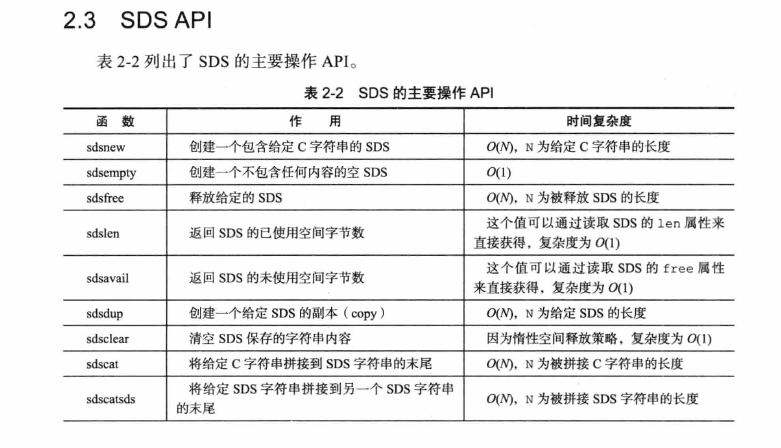 2.3 SDS API
表 2-2 列出了 SDS 的主要操作 API。
表 2-2 SDS 的主要操作 API
函 数 作 用 时间复杂度
sdsnew 创建一个包含给定 C 字符串的 SDS O(N)，N 为给定 C 字符串的长度
sdsempty 创建一个不包含任何内容的空 SDS O(1)
sdsfree 释放给定的 SDS O(N)，N 为被释放 SDS 的长度
sdslen 返回 SDS 的已使用空间字节数 这个值可以通过读取 SDS 的 len 属性来
直接获得，复杂度为 O(1)
sdsavail 返回 SDS 的未使用空间字节数 这个值可以通过读取 SDS 的 free 属性
来直接获得，复杂度为 O(1)
sdsdup 创建一个给定 SDS 的副本（copy） O(N)，N 为给定 SDS 的长度
sdsclear 清空 SDS 保存的字符串内容 因为惰性空间释放策略，复杂度为 O(1)
sdscat 将给定 C 字符串拼接到 SDS 字符串的末尾 O(N)，N 为被拼接 C 字符串的长度
sdscatsds 将给定 SDS 字符串拼接到另一个 SDS 字符串
的末尾 O(N)，N 为被拼接 SDS 字符串的长度